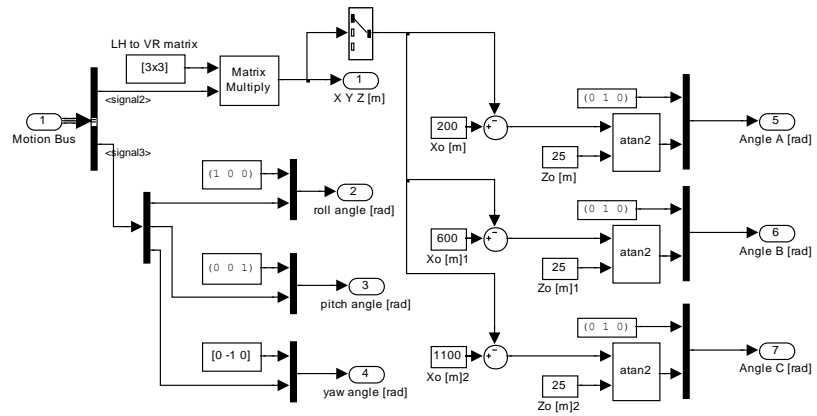 LH to VR matrix
[3x3]
Matrix
Multiply
1
X Y Z [m]
<signal2>
1
Motion Bus
<signal3>
(1 0 0)
2
roll angle [rad]
(0 0 1)
3
pitch angle [rad]
[0 -1 0]
4
yaw angle [rad]
(0 1 0)
200
+
−
Xo [m]
atan2
25
Zo [m]
5
Angle A [rad]
(0 1 0)
600
+
−
Xo [m]1
atan2
25
Zo [m]1
6
Angle B [rad]
(0 1 0)
1100
+
−
Xo [m]2
atan2
25
Zo [m]2
7
Angle C [rad]